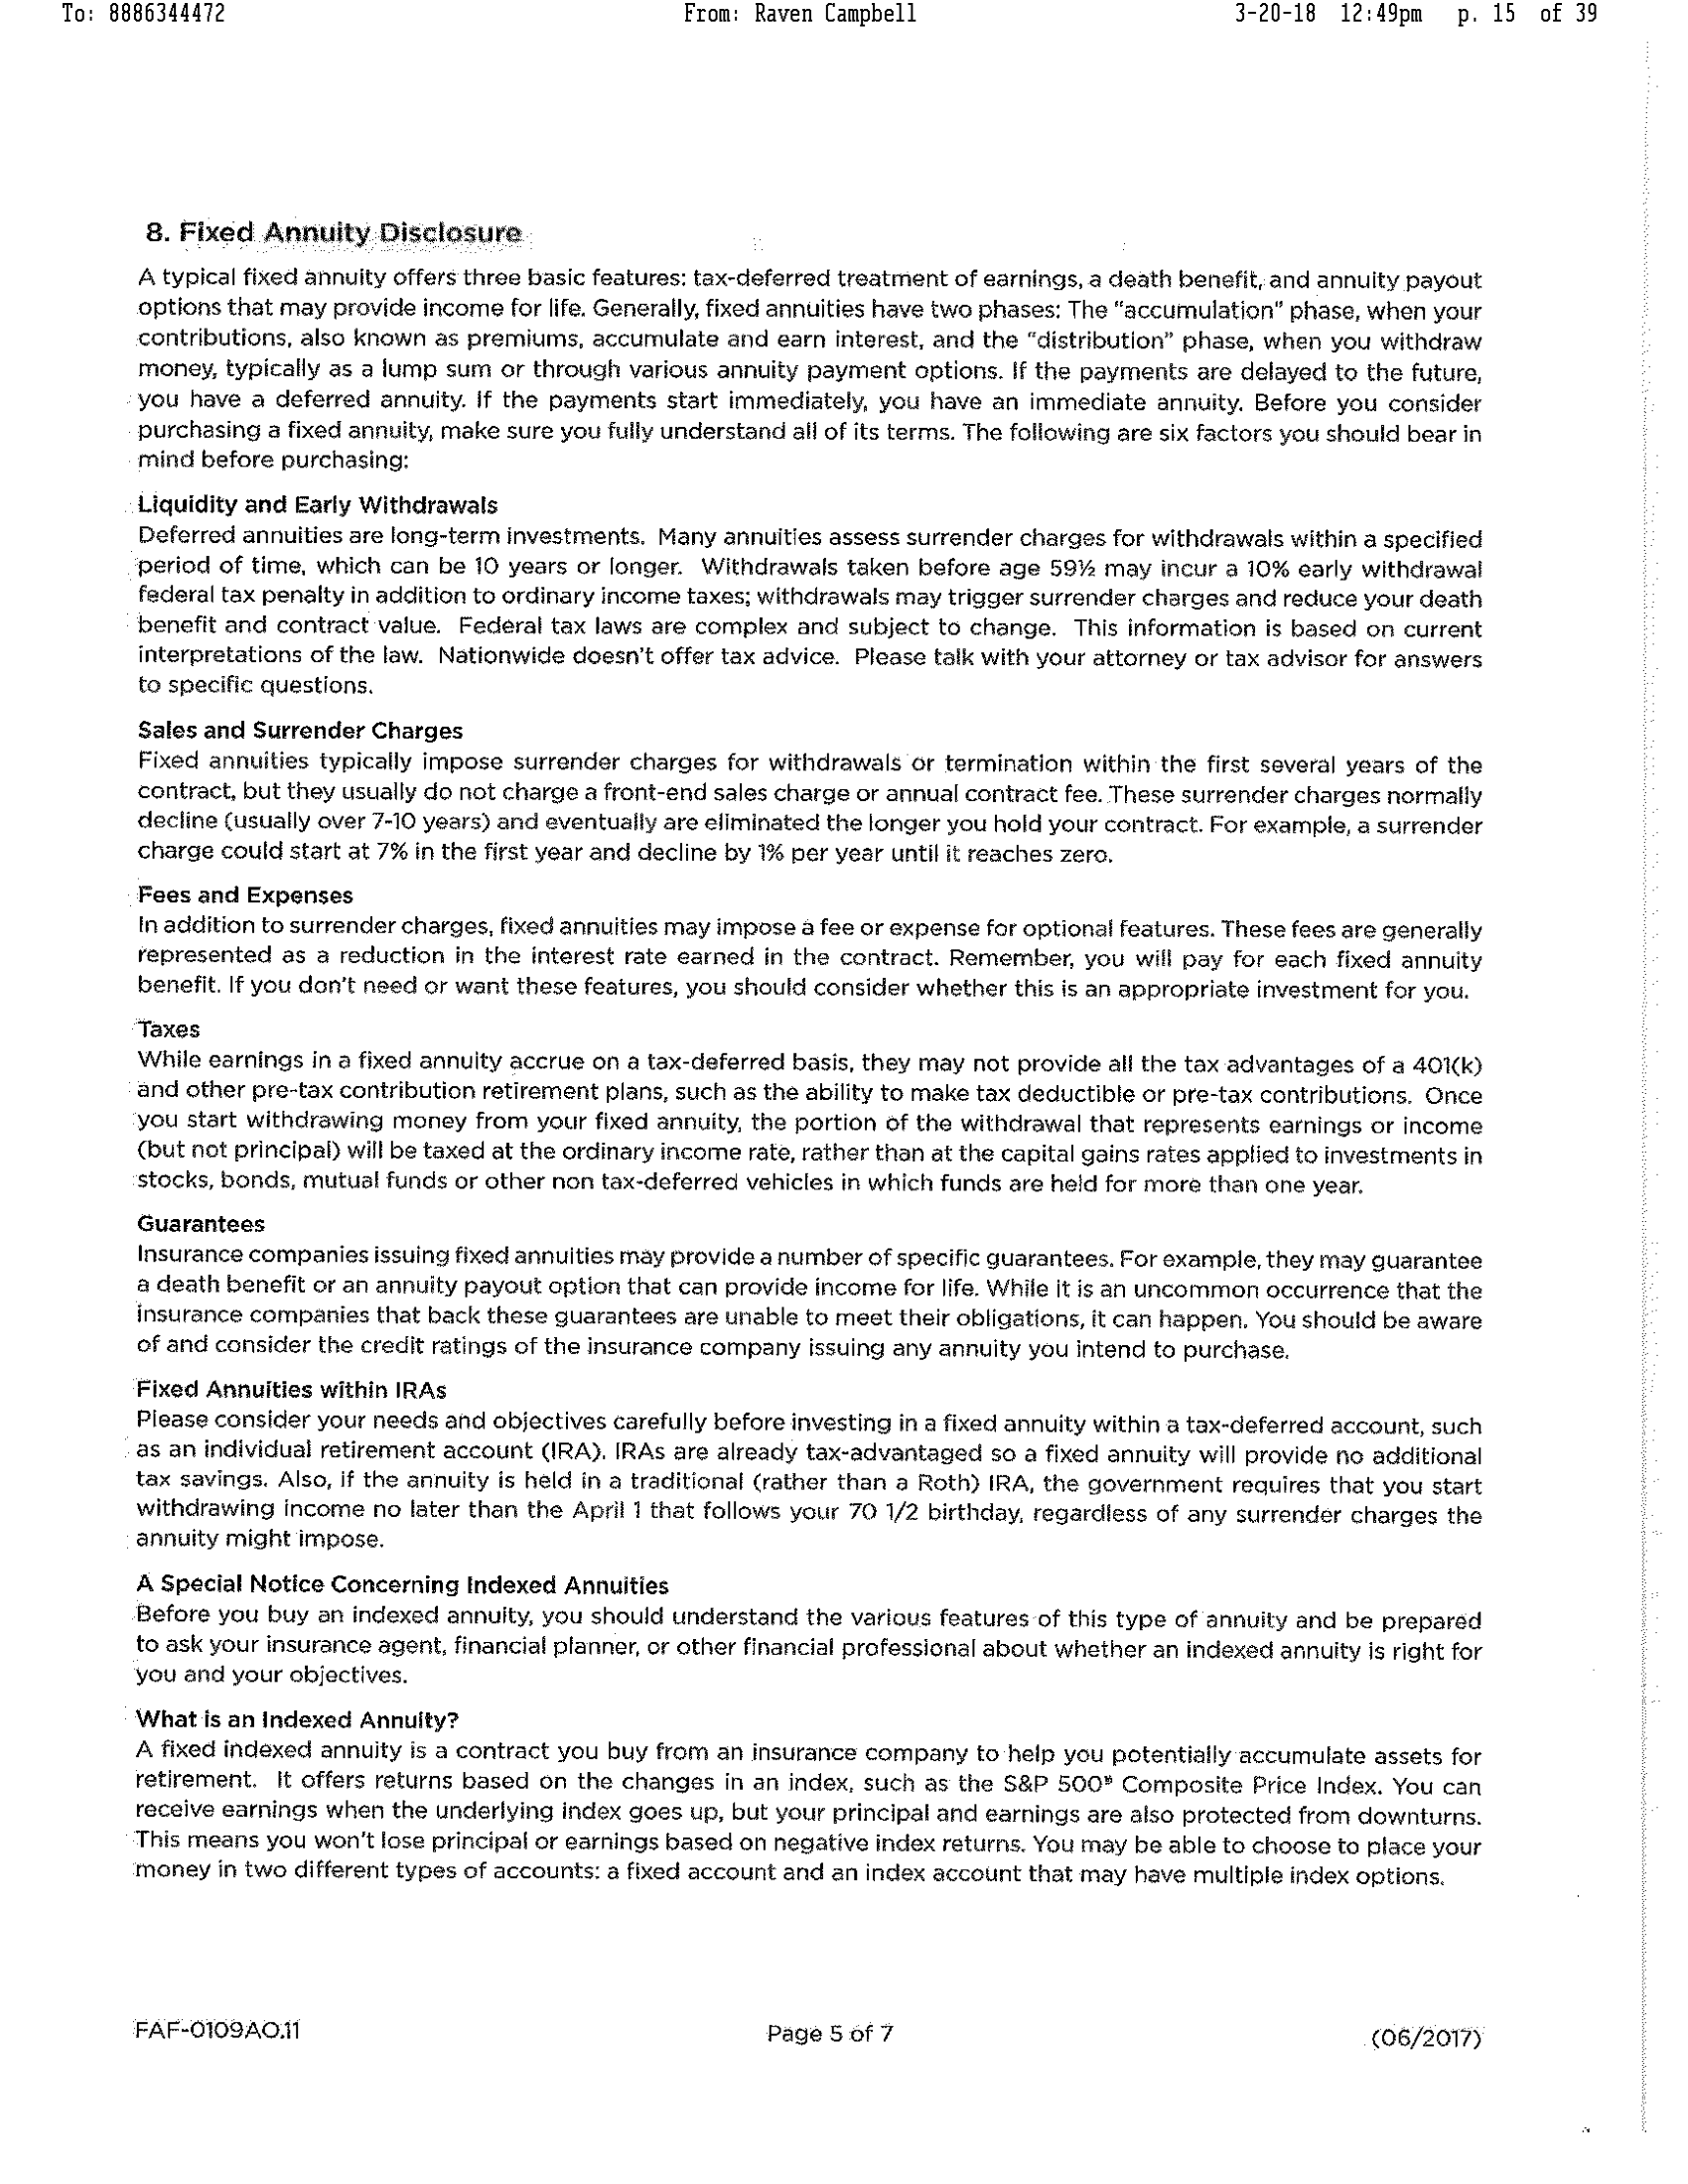 To: 8886344472 From: Raven Campbell 3-20-18 12:49pm p. 15 of 39
8. Fixed Annuity Disclosure
A typical fixed annuity offers three basic features: tax-deferred treatment of earnings, a death benefit, and annuity payout
options that may provide income for life. Generally, fixed annuities have two phases: The "accumulation" phase, when your
contributions, also known as premiums, accumulate and earn interest, and the "distribution" phase, when you withdraw
money, typically as a lump sum or through various annuity payment options. If the payments are delayed to the future,
you have a deferred annuity. If the payments start immediately, you have an immediate annuity. Before you consider
purchasing a fixed annuity, make sure you fully understand all of its terms. The following are six factors you should bear in
mind before purchasing:
Liquidity and Early Withdrawals
Deferred annuities are long-term investments. Many annuities assess surrender charges for withdrawals within a specified
period of time, which can be 10 years or longer. Withdrawals taken before age 59½ may incur a 10% early withdrawal
federal tax penalty in addition to ordinary income taxes; withdrawals may trigger surrender charges and reduce your death
benefit and contract value. Federal tax laws are complex and subject to change. This information is based on current
interpretations of the law. Nationwide doesn't offer tax advice. Please talk with your attorney or tax advisor for answers
to specific questions.
Sales and Surrender Charges
Fixed annuities typically impose surrender charges for withdrawals or termination within the first several years of the
contract, but they usually do not charge a front-end sales charge or annual contract fee. These surrender charges normally
decline (usually over 7-10 years) and eventually are eliminated the longer you hold your contract. For example, a surrender
charge could start at 7% in the first year and decline by 1% per year until it reaches zero.
Fees and Expenses
In addition to surrender charges, fixed annuities may impose a fee or expense for optional features. These fees are generally
represented as a reduction in the interest rate earned in the contract. Remember, you will pay for each fixed annuity
benefit. If you don't need or want these features, you should consider whether this is an appropriate investment for you.
Taxes
While earnings in a fixed annuity accrue on a tax-deferred basis, they may not provide all the tax advantages of a 401(k)
and other pre-tax contribution retirement plans, such as the ability to make tax deductible or pre-tax contributions. Once
you start withdrawing money from your fixed annuity, the portion of the withdrawal that represents earnings or income
(but not principal) will be taxed at the ordinary income rate, rather than at the capital gains rates applied to investments in
stocks, bonds, mutual funds or other non tax-deferred vehicles in which funds are held for more than one year.
Guarantees
Insurance companies issuing fixed annuities may provide a number of specific guarantees. For example, they may guarantee
a death benefit or an annuity payout option that can provide income for life. While it is an uncommon occurrence that the
insurance companies that back these guarantees are unable to meet their obligations, it can happen. You should be aware
of and consider the credit ratings of the insurance company issuing any annuity you intend to purchase.
Fixed Annuities within IRAs
Please consider your needs and objectives carefully before investing in a fixed annuity within a tax-deferred account, such
as an individual retirement account (IRA). IRAs are already tax-advantaged so a fixed annuity will provide no additional
tax savings. Also, if the annuity is held in a traditional (rather than a Roth) IRA, the government requires that you start
withdrawing income no later than the April 1 that follows your 70 1/2 birthday, regardless of any surrender charges the
annuity might impose.
A Special Notice Concerning Indexed Annuities
Before you buy an indexed annuity, you should understand the various features of this type of annuity and be prepared
to ask your insurance agent, financial planner, or other financial professional about whether an indexed annuity is right for
you and your objectives.
What is an Indexed Annuity?
A fixed indexed annuity is a contract you buy from an insurance company to help you potentially accumulate assets for
retirement. It offers returns based on the changes in an index, such as the S&P 500® Composite Price Index. You can
receive earnings when the underlying index goes up, but your principal and earnings are also protected from downturns.
This means you won't lose principal or earnings based on negative index returns. You may be able to choose to place your
money in two different types of accounts: a fixed account and an index account that may have multiple index options.
FAF-0109AO.11 Page 5 of 7 (06/2017)